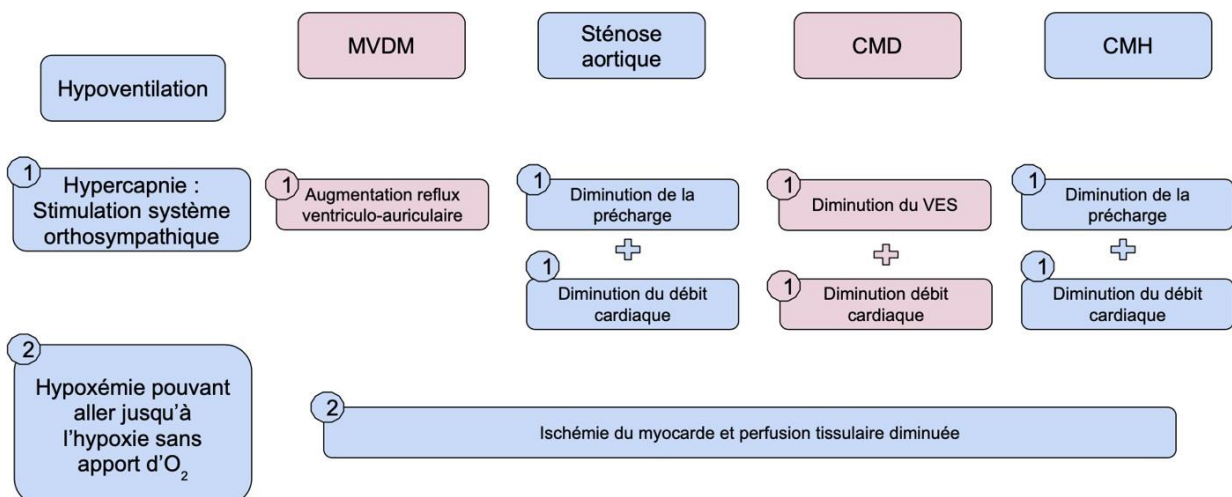 MVDM
Sténose
aortique
CMD
CMH
Hypoventilation
1
Hypercapnie :
Stimulation système
orthosympathique
1
Augmentation reflux
ventriculo-auriculaire
1
Diminution de la
précharge
1
Diminution du VES
1
Diminution de la
précharge
1
Diminution du débit
cardiaque
1
Diminution débit
cardiaque
1
Diminution du débit
cardiaque
2
Hypoxémie pouvant
aller jusqu’à
l’hypoxie sans
apport d’O₂
2
Ischémie du myocarde et perfusion tissulaire diminuée